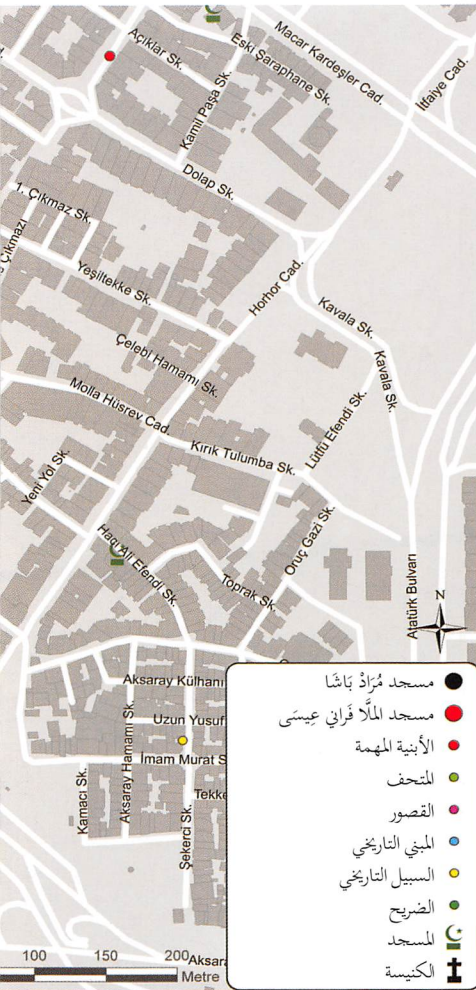 Macar Kardeşler Cad.
Açıklar Sk.
Eski Şaraphane Sk.
İtfaiye Cad.
Kamil Paşa Sk.
Dolap Sk.
1. Çıkmaz Sk.
Çıkmazı
Yeşiltekke Sk.
Horhor Cad.
Kavala Sk.
Kavala Sk.
Çelebi Hamamı Sk.
Molla Hüsrev Cad.
Lütfü Efendi Sk.
Kırık Tulumba Sk.
Yeni Yol Sk.
Oruç Gazi Sk.
Hacı Ali Efendi Sk.
Toprak Sk.
Atatürk Bulvarı
N
Aksaray Külhanı
Uzun Yusuf
İmam Murat S
Tekke
Kamacı Sk.
Aksaray Hamamı Sk.
Şekerci Sk.
Aksara
100 150 200
Metre
مسجد مُرَادْ بَاشَا
مسجد الملَّا فَراني عِيسَى
الأبنية المهمة
المتحف
القصور
المبني التاريخي
السبيل التاريخي
الضريح
المسجد
الكنيسة